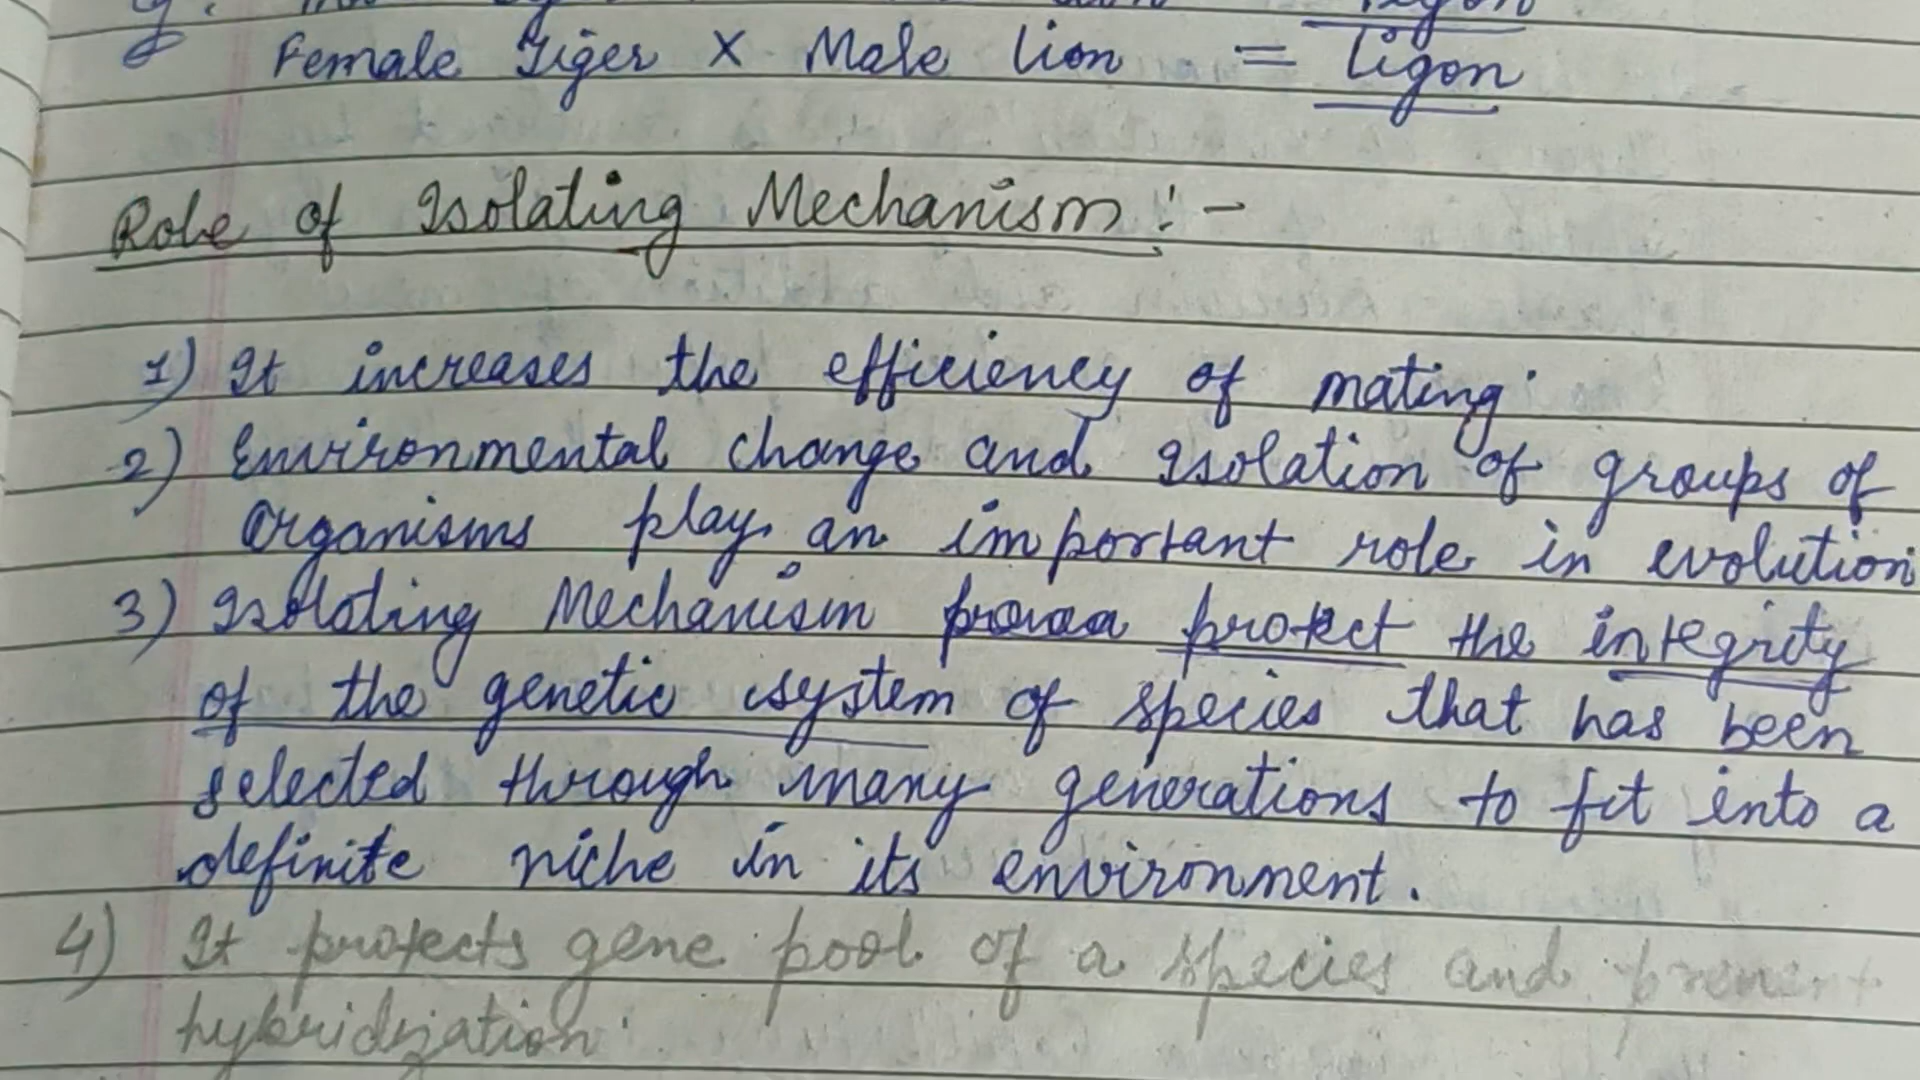 Female Tiger X Male lion = ligon
Role of Isolating Mechanism :-
1) It increases the efficiency of mating.
2) Environmental change and isolation of groups of
organisms play an important role in evolution
3) Isolating Mechanism protect the integrity
of the genetic system of species that has been
selected through many generations to fit into a
definite niche in its environment.
4) It protects gene pool of a species and prevent
hybridization.